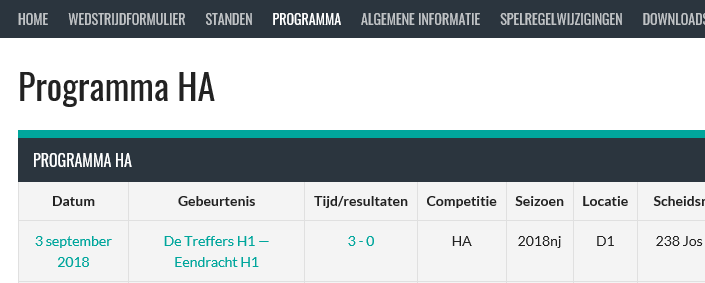 HOME WEDSTRIJDFORMULIER STANDEN PROGRAMMA ALGEMENE INFORMATIE SPELREGELWIJZIGINGEN DOWNLOADS
Programma HA
PROGRAMMA HA
Datum Gebeurtenis Tijd/resultaten Competitie Seizoen Locatie
3 september De Treffers H1 — 3 - 0 HA 2018nj D1 238 Jos
2018 Eendracht H1